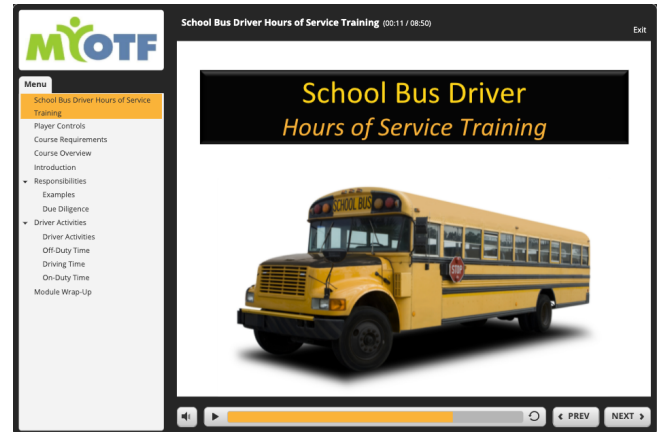 MYOTF
School Bus Driver Hours of Service Training (00:11 / 08:50)
Exit
Menu
School Bus Driver Hours of Service
Training
Player Controls
Course Requirements
Course Overview
Introduction
Responsibilities
Examples
Due Diligence
Driver Activities
Driver Activities
Off-Duty Time
Driving Time
On-Duty Time
Module Wrap-Up
School Bus Driver
Hours of Service Training
SCHOOL BUS
STOP
PREV
NEXT